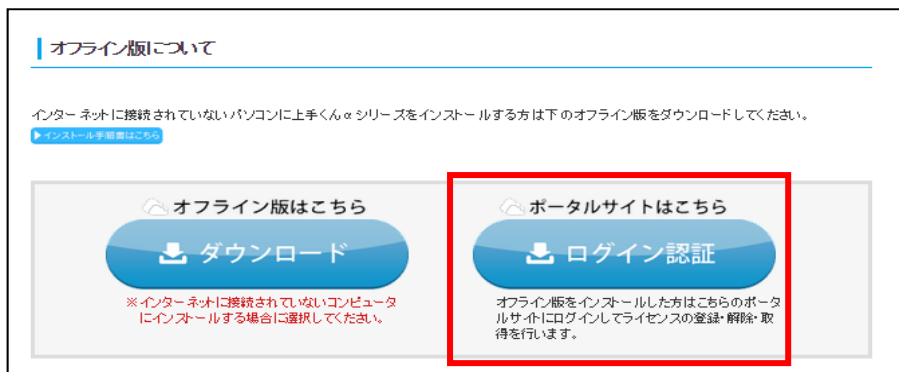 オフライン版について
インターネットに接続されていないパソコンに上手くんαシリーズをインストールする方は下のオフライン版をダウンロードしてください。
▶インストール手順書はこちら
オフライン版はこちら
ダウンロード
※インターネットに接続されていないコンピュータ
にインストールする場合に選択してください。
ポータルサイトはこちら
ログイン認証
オフライン版をインストールした方はこちらのポータ
ルサイトにログインしてライセンスの登録・解除・取
得を行います。